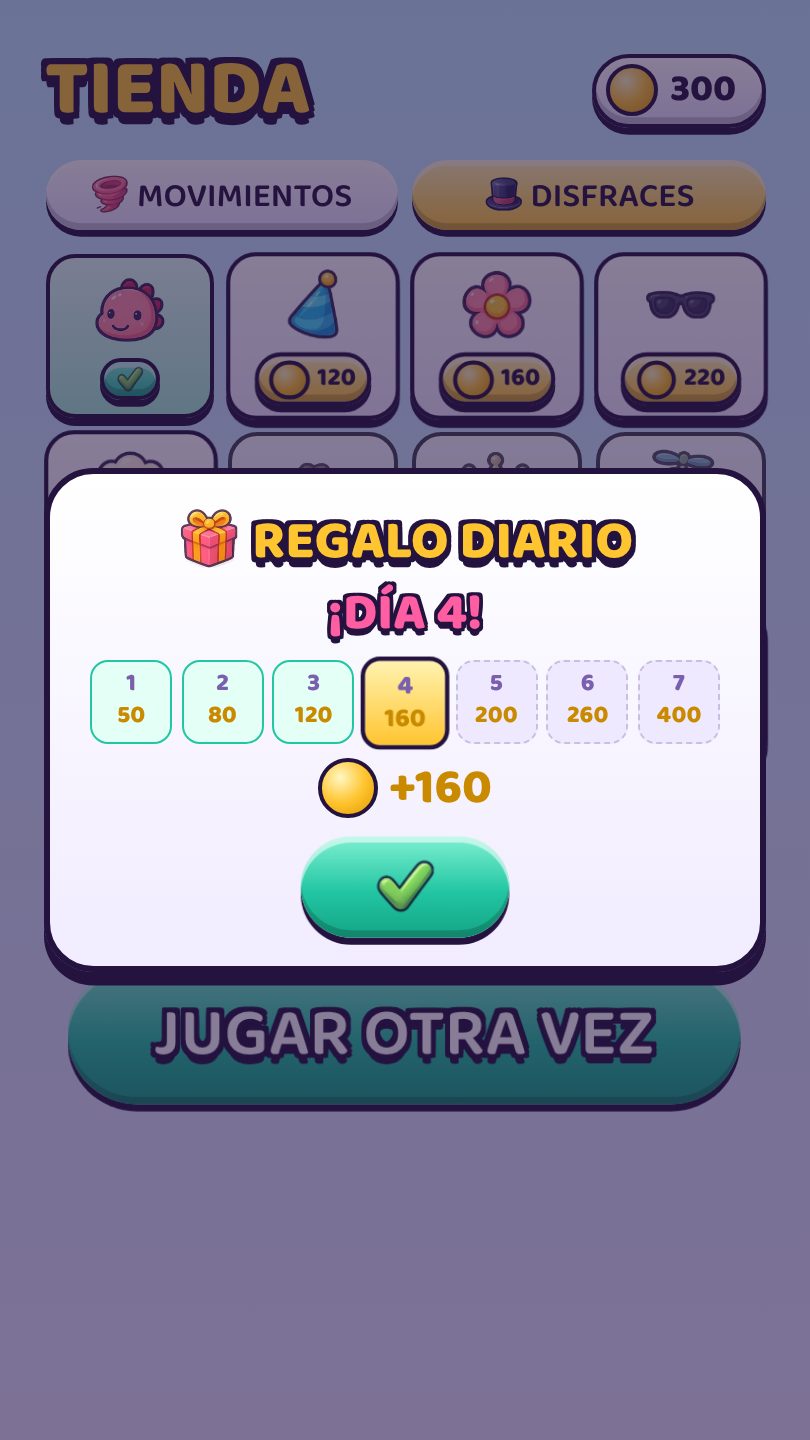 TIENDA
300
MOVIMIENTOS
DISFRACES
120
160
220
REGALO DIARIO
¡DÍA 4!
1 2 3 4 5 6 7
50 80 120 160 200 260 400
+160
JUGAR OTRA VEZ